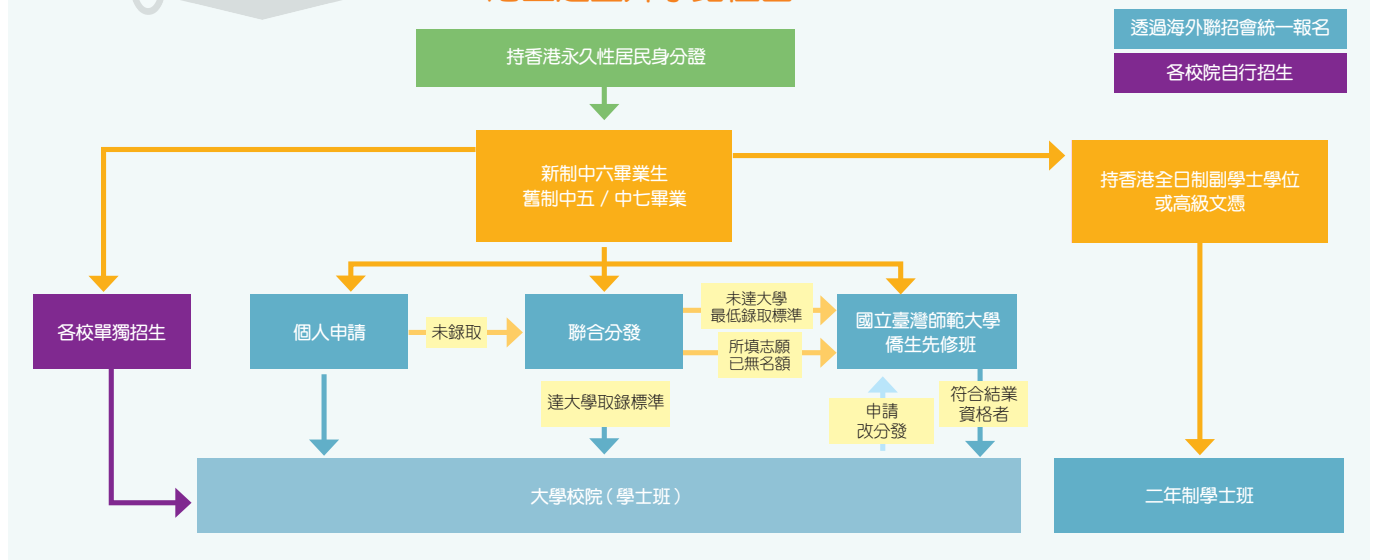 透過海外聯招會統一報名
各校院自行招生
持香港永久性居民身分證
新制中六畢業生
舊制中五 / 中七畢業
持香港全日制副學士學位
或高級文憑
各校單獨招生
個人申請
未錄取
聯合分發
未達大學
最低錄取標準
所填志願
已無名額
國立臺灣師範大學
僑生先修班
達大學取錄標準
申請
改分發
符合結業
資格者
大學校院(學士班)
二年制學士班